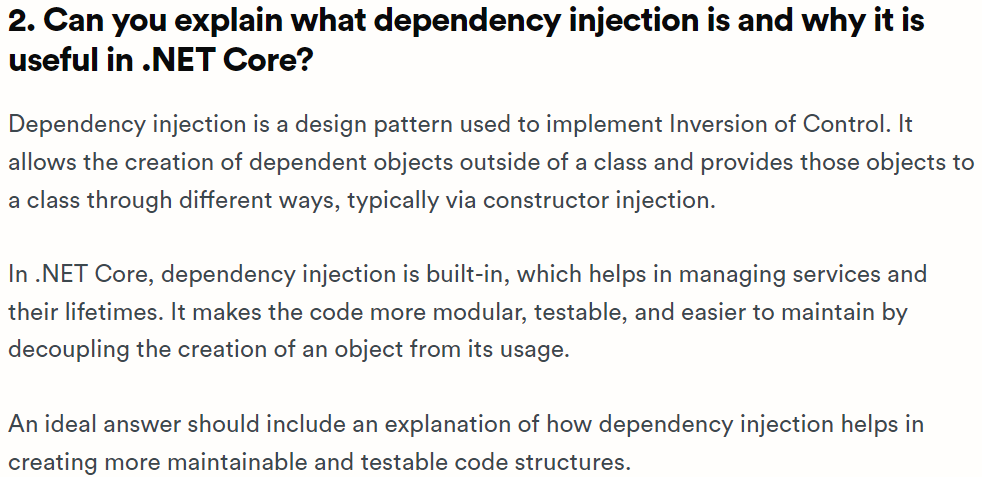 2. Can you explain what dependency injection is and why it is
useful in .NET Core?
Dependency injection is a design pattern used to implement Inversion of Control. It
allows the creation of dependent objects outside of a class and provides those objects to
a class through different ways, typically via constructor injection.
In .NET Core, dependency injection is built-in, which helps in managing services and
their lifetimes. It makes the code more modular, testable, and easier to maintain by
decoupling the creation of an object from its usage.
An ideal answer should include an explanation of how dependency injection helps in
creating more maintainable and testable code structures.